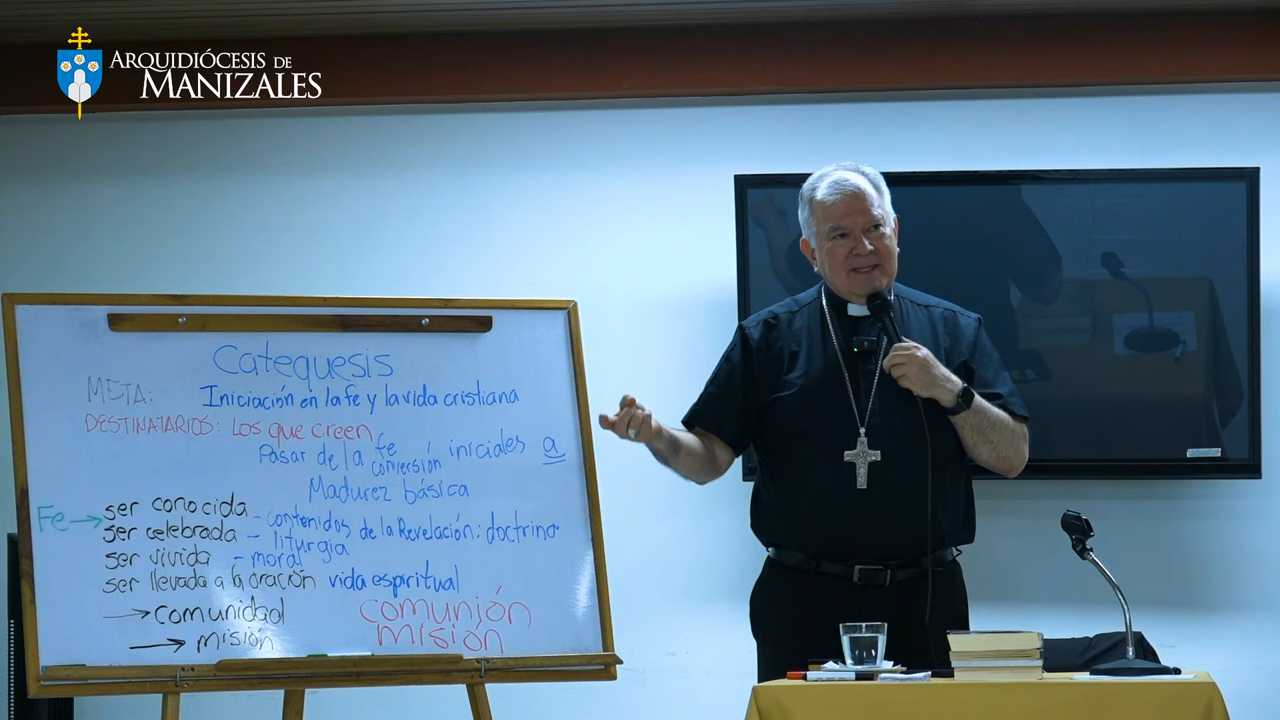 ARQUIDIÓCESIS DE
MANIZALES
Catequesis
META: Iniciación en la fe y la vida cristiana
DESTINATARIOS: Los que creen
Pasar de la fe y conversión iniciales a
Madurez básica
Fe → ser conocida - contenidos de la Revelación: doctrina
ser celebrada - liturgia
ser vivida - moral
ser llevada a la oración vida espiritual
→ comunidad comunión
→ misión misión